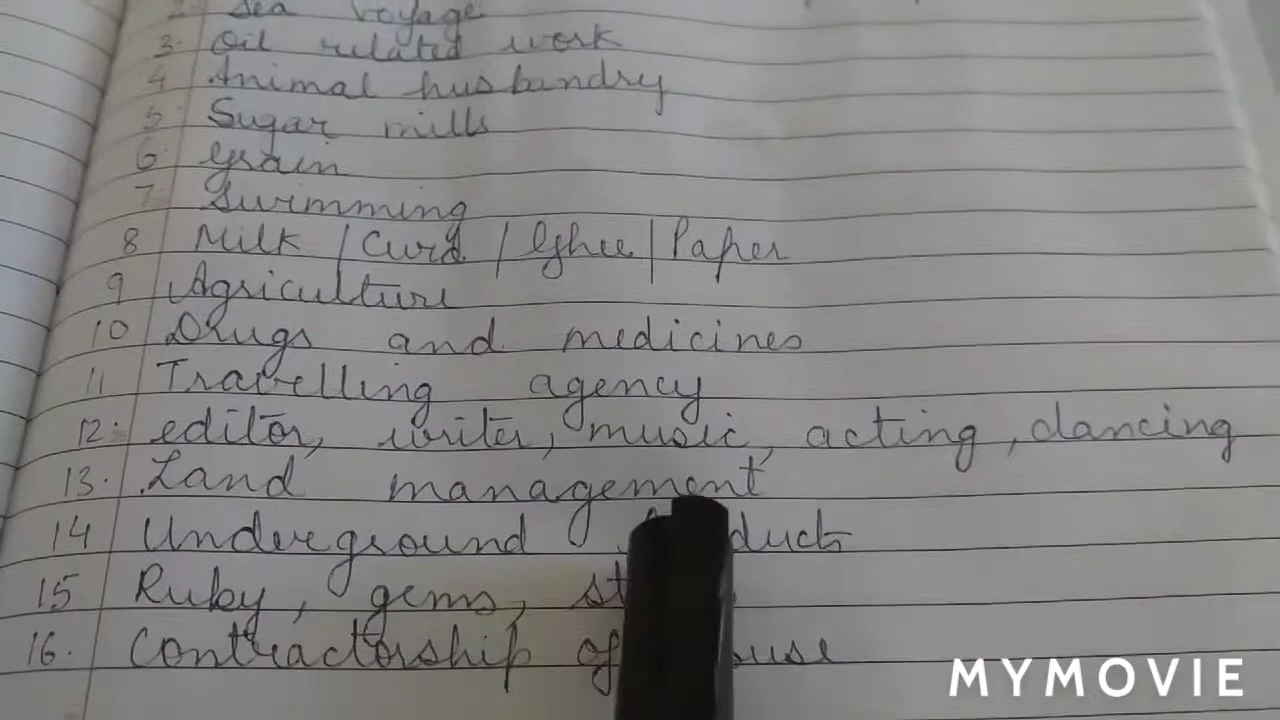 2. Sea voyage
3. Oil related work
4 Animal husbandry
5 Sugar mills
6 Grain
7 Swimming
8 Milk / Curd / Ghee / Paper
9 Agriculture
10 Drugs and medicines
11 Travelling agency
12. editor, writer, music, acting, dancing
13. Land management
14 Underground
15 Ruby, gems,
16. Contractorship of
MYMOVIE